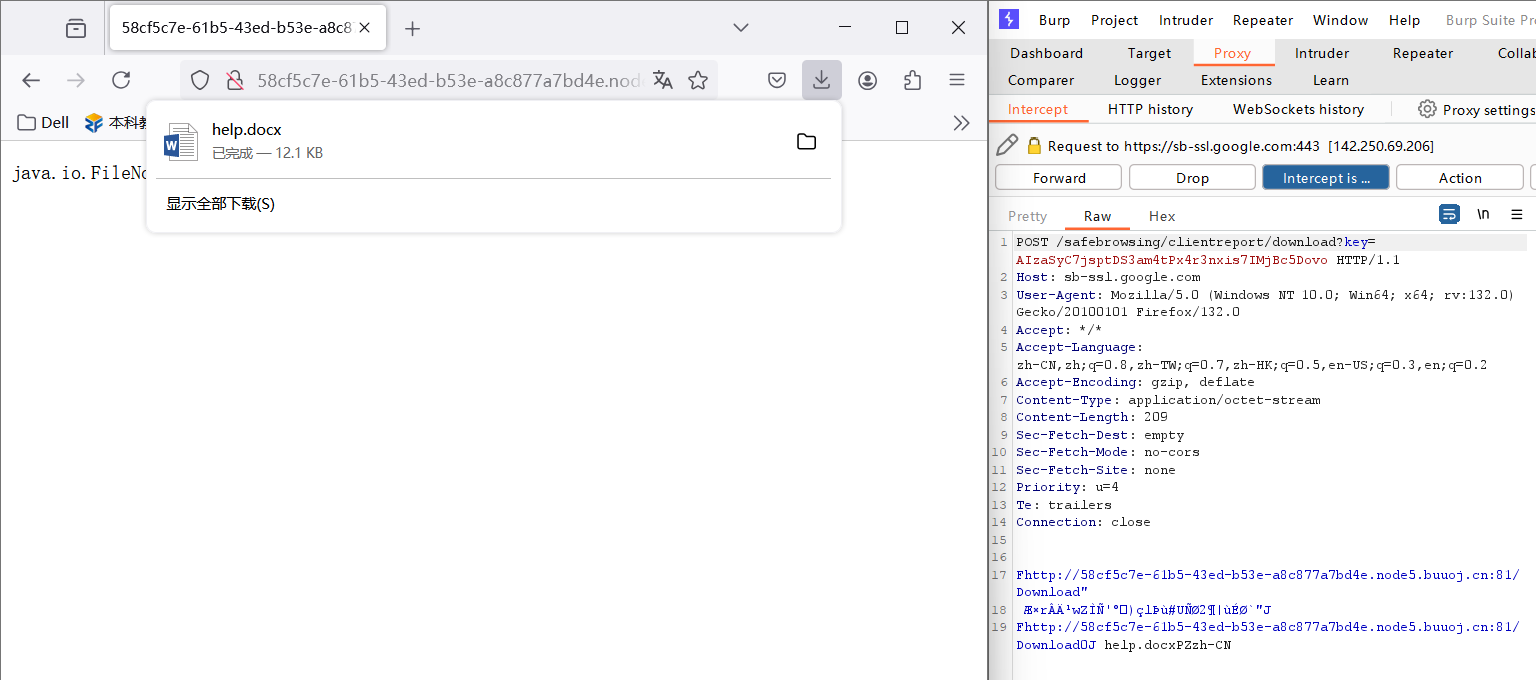 58cf5c7e-61b5-43ed-b53e-a8c8
58cf5c7e-61b5-43ed-b53e-a8c877a7bd4e.node
Dell
本科教
help.docx
已完成 — 12.1 KB
显示全部下载(S)
java.io.FileNo
Burp Project Intruder Repeater Window Help Burp Suite Pr
Dashboard Target Proxy Intruder Repeater Collab
Comparer Logger Extensions Learn
Intercept HTTP history WebSockets history Proxy settings
Request to https://sb-ssl.google.com:443 [142.250.69.206]
Forward Drop Intercept is ... Action
Pretty Raw Hex \n
1 POST /safebrowsing/clientreport/download?key=
AIzaSyC7jsptDS3am4tPx4r3nxis7IMjBc5Dovo HTTP/1.1
2 Host: sb-ssl.google.com
3 User-Agent: Mozilla/5.0 (Windows NT 10.0; Win64; x64; rv:132.0)
Gecko/20100101 Firefox/132.0
4 Accept: */*
5 Accept-Language:
zh-CN,zh;q=0.8,zh-TW;q=0.7,zh-HK;q=0.5,en-US;q=0.3,en;q=0.2
6 Accept-Encoding: gzip, deflate
7 Content-Type: application/octet-stream
8 Content-Length: 209
9 Sec-Fetch-Dest: empty
10 Sec-Fetch-Mode: no-cors
11 Sec-Fetch-Site: none
12 Priority: u=4
13 Te: trailers
14 Connection: close
15
16
17 Fhttp://58cf5c7e-61b5-43ed-b53e-a8c877a7bd4e.node5.buuoj.cn:81/
Download"
18
19 Fhttp://58cf5c7e-61b5-43ed-b53e-a8c877a7bd4e.node5.buuoj.cn:81/
Download0J help.docxPZzh-CN